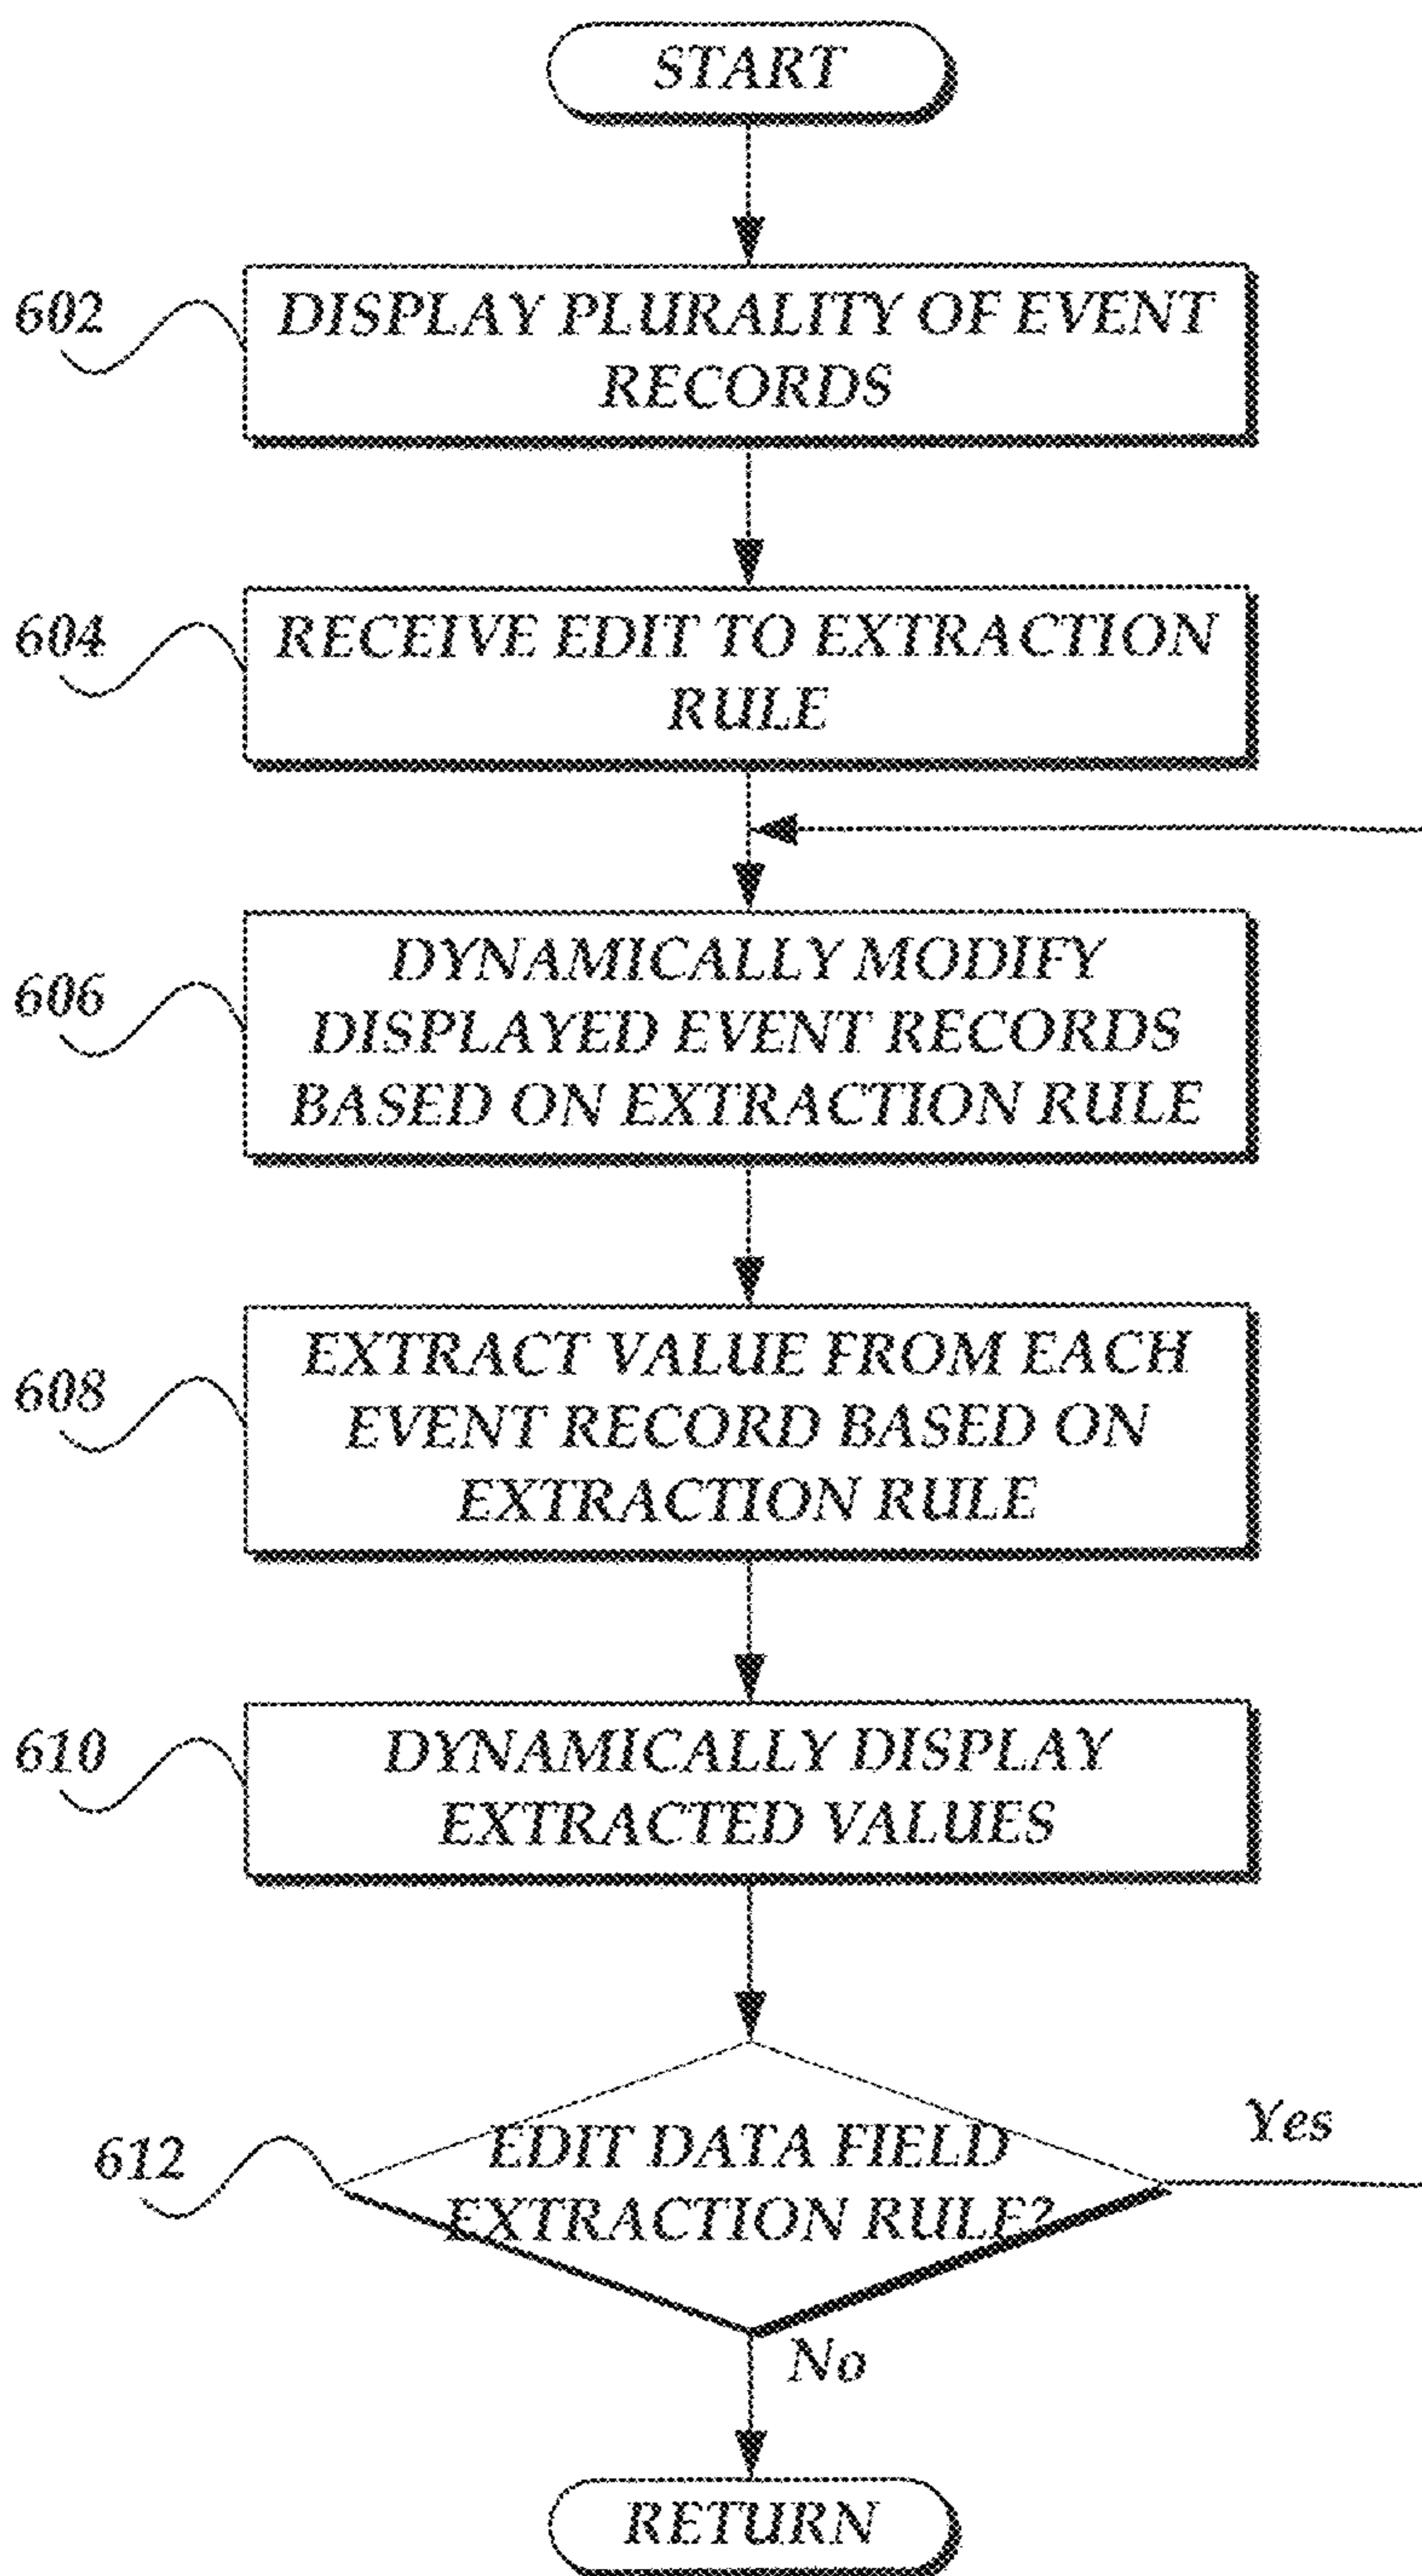 START
602
DISPLAY PLURALITY OF EVENT
RECORDS
604
RECEIVE EDIT TO EXTRACTION
RULE
606
DYNAMICALLY MODIFY
DISPLAYED EVENT RECORDS
BASED ON EXTRACTION RULE
608
EXTRACT VALUE FROM EACH
EVENT RECORD BASED ON
EXTRACTION RULE
610
DYNAMICALLY DISPLAY
EXTRACTED VALUES
612
EDIT DATA FIELD
EXTRACTION RULE?
Yes
No
RETURN